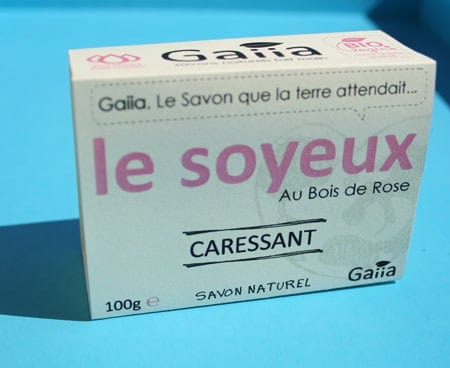 Gaiia
BIO
Gaiia, Le Savon que la terre attendait...
le soyeux
Au Bois de Rose
CARESSANT
100g e
SAVON NATUREL
Gaiia